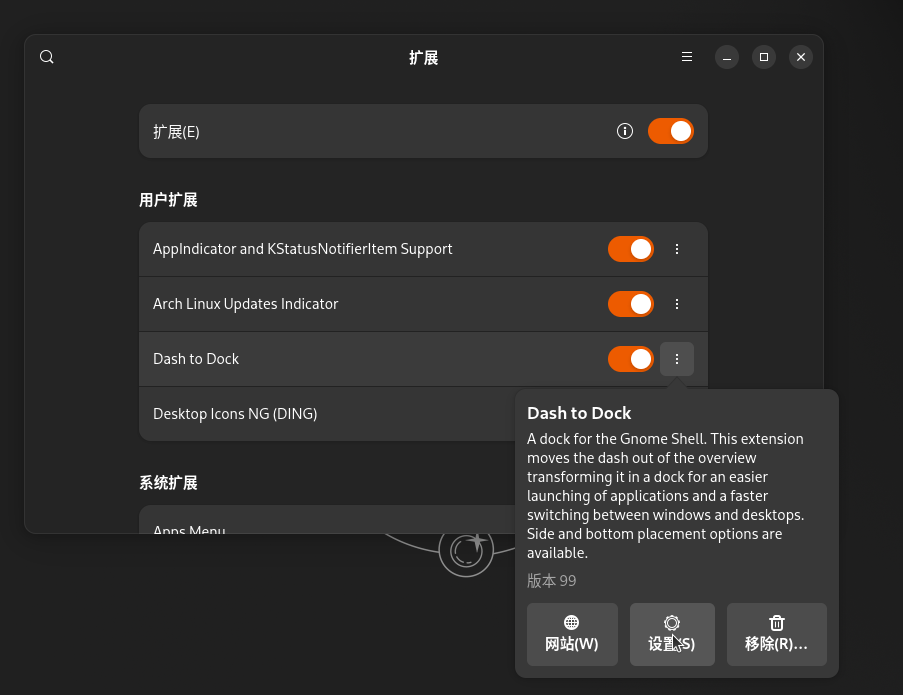 扩展
扩展(E)
用户扩展
AppIndicator and KStatusNotifierItem Support
Arch Linux Updates Indicator
Dash to Dock
Desktop Icons NG (DING)
系统扩展
Apps Menu
Dash to Dock
A dock for the Gnome Shell. This extension
moves the dash out of the overview
transforming it in a dock for an easier
launching of applications and a faster
switching between windows and desktops.
Side and bottom placement options are
available.
版本 99
网站(W)
设置(S)
移除(R)…